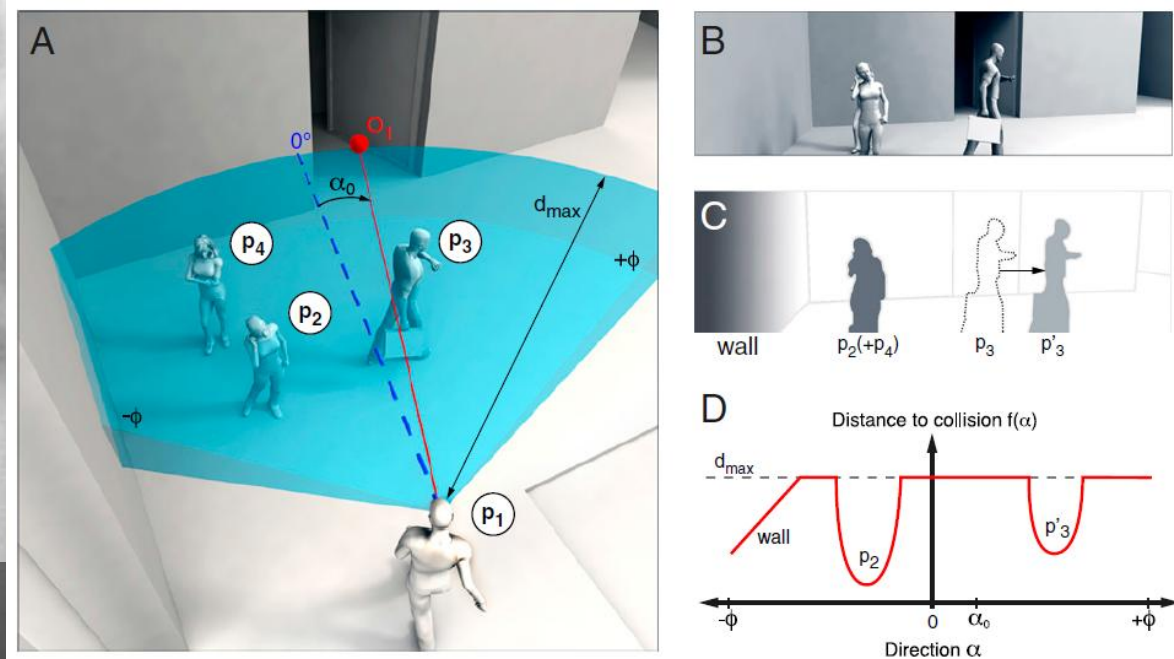 A
0°
O₁
α₀
dmax
p₄
p₃
+ϕ
p₂
-ϕ
p₁
B
C
wall
p₂(+p₄)
p₃
p'₃
D
Distance to collision f(α)
dmax
wall
p₂
p'₃
-ϕ
0
α₀
+ϕ
Direction α